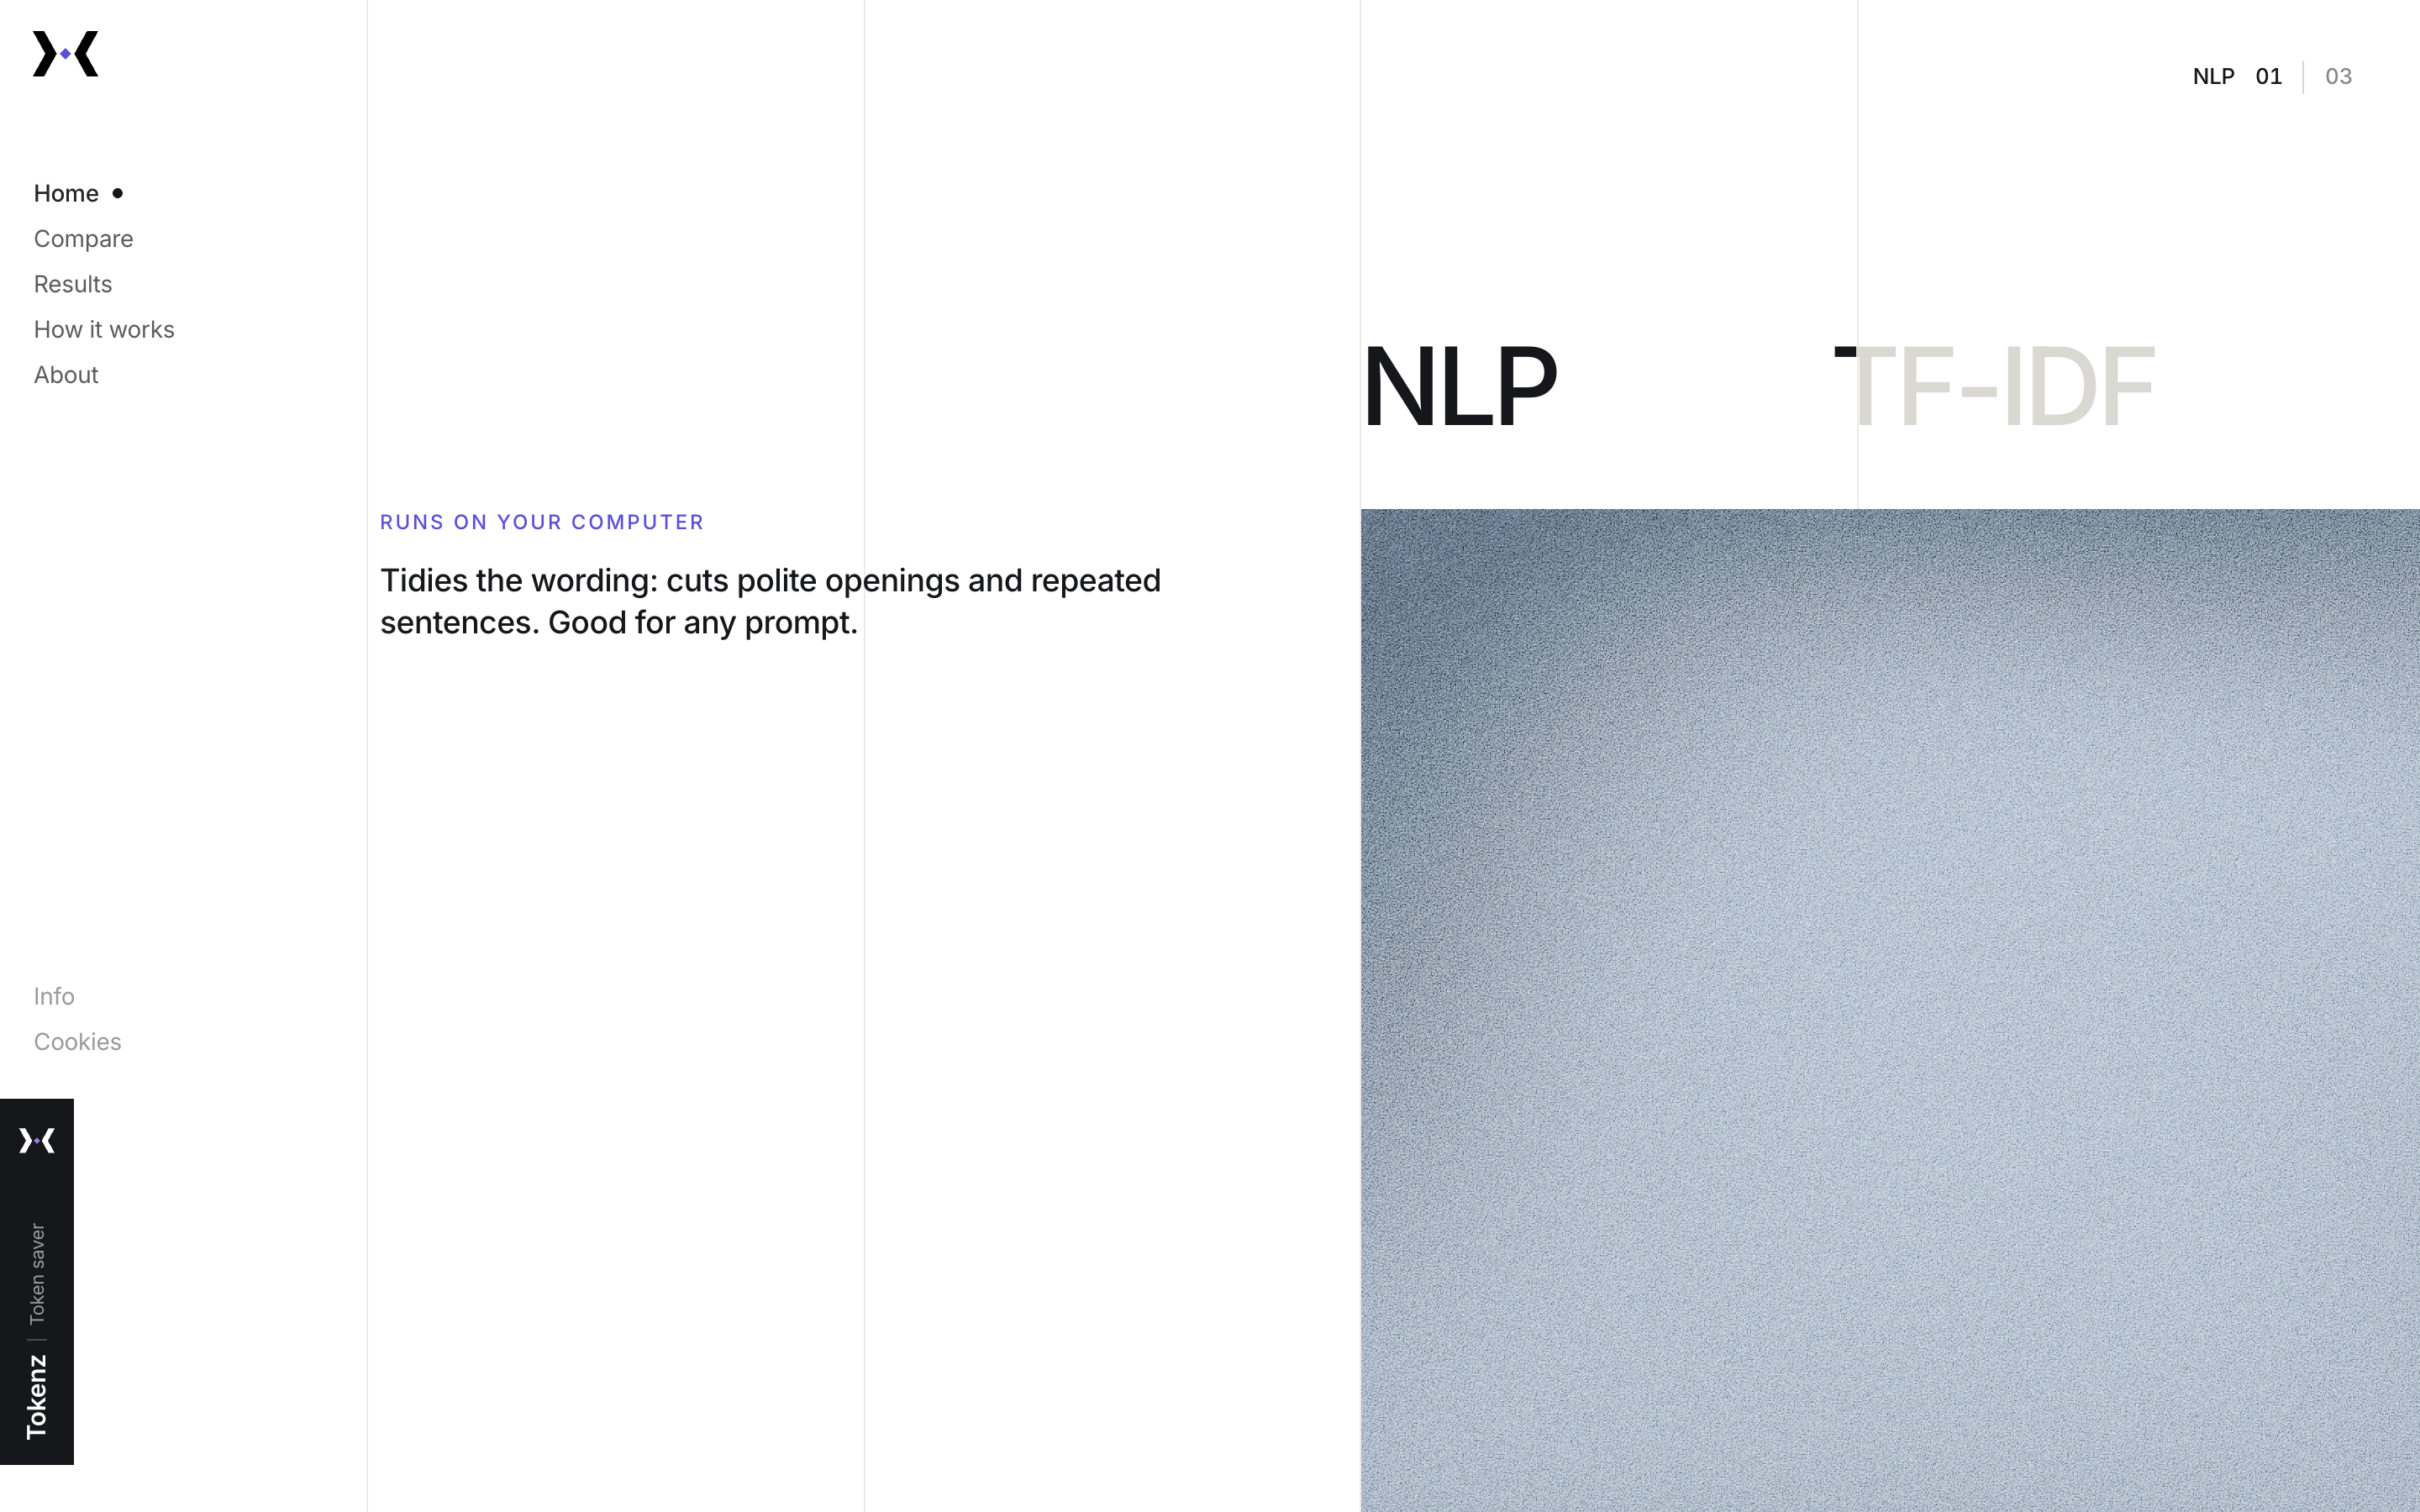 NLP 01 03
Home
Compare
Results
How it works
About
NLP TF-IDF
RUNS ON YOUR COMPUTER
Tidies the wording: cuts polite openings and repeated
sentences. Good for any prompt.
Info
Cookies
Tokenz | Token saver